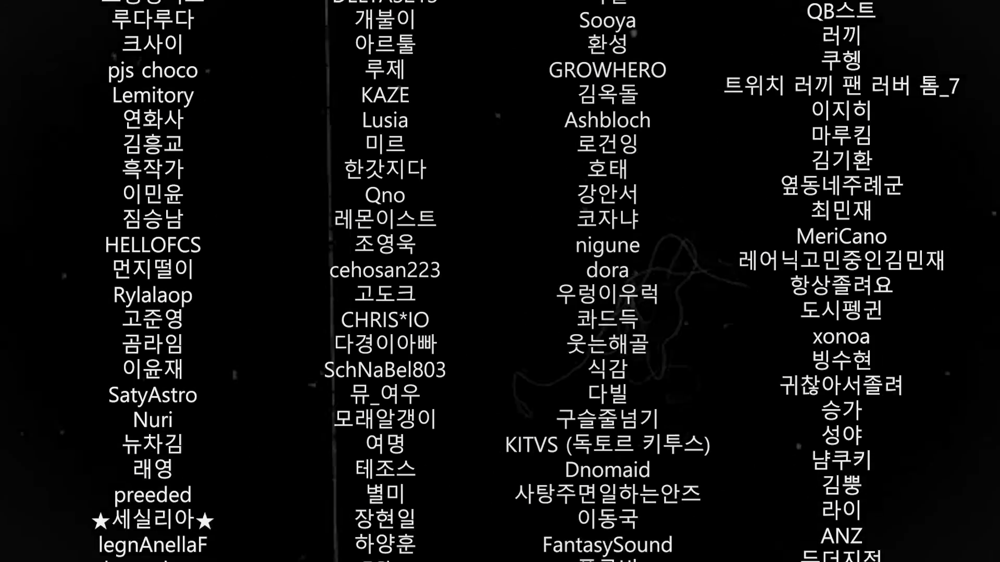 루다루다
크사이
pjs choco
Lemitory
연화사
김흥교
흑작가
이민윤
짐승남
HELLOFCS
먼지떨이
Rylalaop
고준영
곰라임
이윤재
SatyAstro
Nuri
뉴차김
래영
preeded
★세실리아★
legnAnellaF
개불이
아르툴
루제
KAZE
Lusia
미르
한갓지다
Qno
레몬이스트
조영욱
cehosan223
고도크
CHRIS*IO
다경이아빠
SchNaBel803
뮤_여우
모래알갱이
여명
테조스
별미
장현일
하양훈
Sooya
환성
GROWHERO
김옥돌
Ashbloch
로건잉
호태
강안서
코자냐
nigune
dora
우렁이우럭
콰드득
웃는해골
식감
다빌
구슬줄넘기
KITVS (독토르 키투스)
Dnomaid
사탕주면일하는안즈
이동국
FantasySound
QB스트
러끼
쿠헹
트위치 러끼 팬 러버 톰_7
이지히
마루킴
김기환
옆동네주례군
최민재
MeriCano
레어닉고민중인김민재
항상졸려요
도시펭귄
xonoa
빙수현
귀찮아서졸려
승가
성야
냠쿠키
김뿡
라이
ANZ